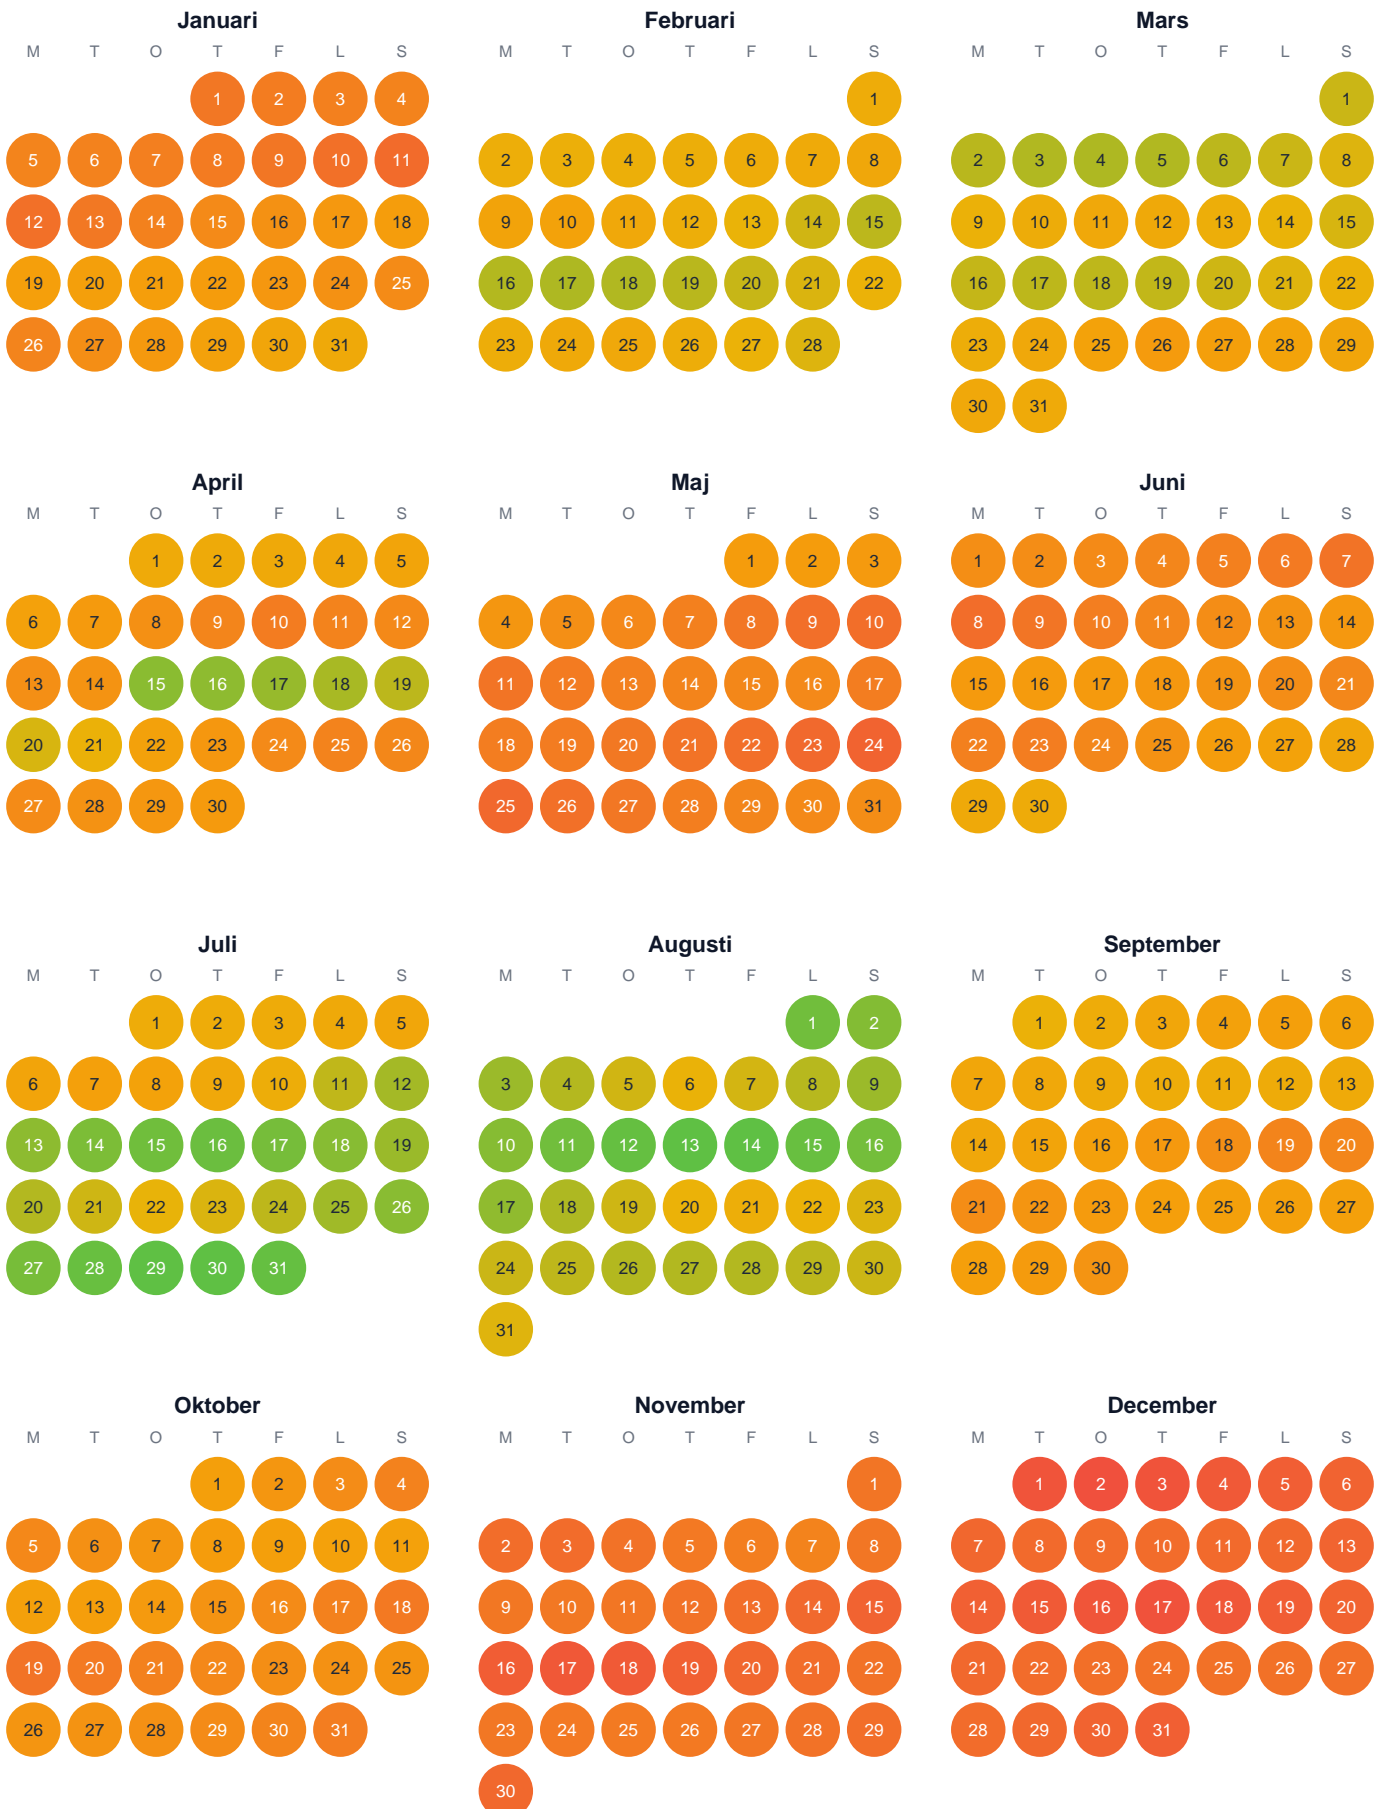 Januari Februari Mars
M T O T F L S M T O T F L S M T O T F L S
1 2 3 4 1 1
5 6 7 8 9 10 11 2 3 4 5 6 7 8 2 3 4 5 6 7 8
12 13 14 15 16 17 18 9 10 11 12 13 14 15 9 10 11 12 13 14 15
19 20 21 22 23 24 25 16 17 18 19 20 21 22 16 17 18 19 20 21 22
26 27 28 29 30 31 23 24 25 26 27 28 23 24 25 26 27 28 29
30 31
April Maj Juni
M T O T F L S M T O T F L S M T O T F L S
1 2 3 4 5 1 2 3 1 2 3 4 5 6 7
6 7 8 9 10 11 12 4 5 6 7 8 9 10 8 9 10 11 12 13 14
13 14 15 16 17 18 19 11 12 13 14 15 16 17 15 16 17 18 19 20 21
20 21 22 23 24 25 26 18 19 20 21 22 23 24 22 23 24 25 26 27 28
27 28 29 30 25 26 27 28 29 30 31 29 30
Juli Augusti September
M T O T F L S M T O T F L S M T O T F L S
1 2 3 4 5 1 2 1 2 3 4 5 6
6 7 8 9 10 11 12 3 4 5 6 7 8 9 7 8 9 10 11 12 13
13 14 15 16 17 18 19 10 11 12 13 14 15 16 14 15 16 17 18 19 20
20 21 22 23 24 25 26 17 18 19 20 21 22 23 21 22 23 24 25 26 27
27 28 29 30 31 24 25 26 27 28 29 30 28 29 30
31
Oktober November December
M T O T F L S M T O T F L S M T O T F L S
1 2 3 4 1 1 2 3 4 5 6
5 6 7 8 9 10 11 2 3 4 5 6 7 8 7 8 9 10 11 12 13
12 13 14 15 16 17 18 9 10 11 12 13 14 15 14 15 16 17 18 19 20
19 20 21 22 23 24 25 16 17 18 19 20 21 22 21 22 23 24 25 26 27
26 27 28 29 30 31 23 24 25 26 27 28 29 28 29 30 31
30